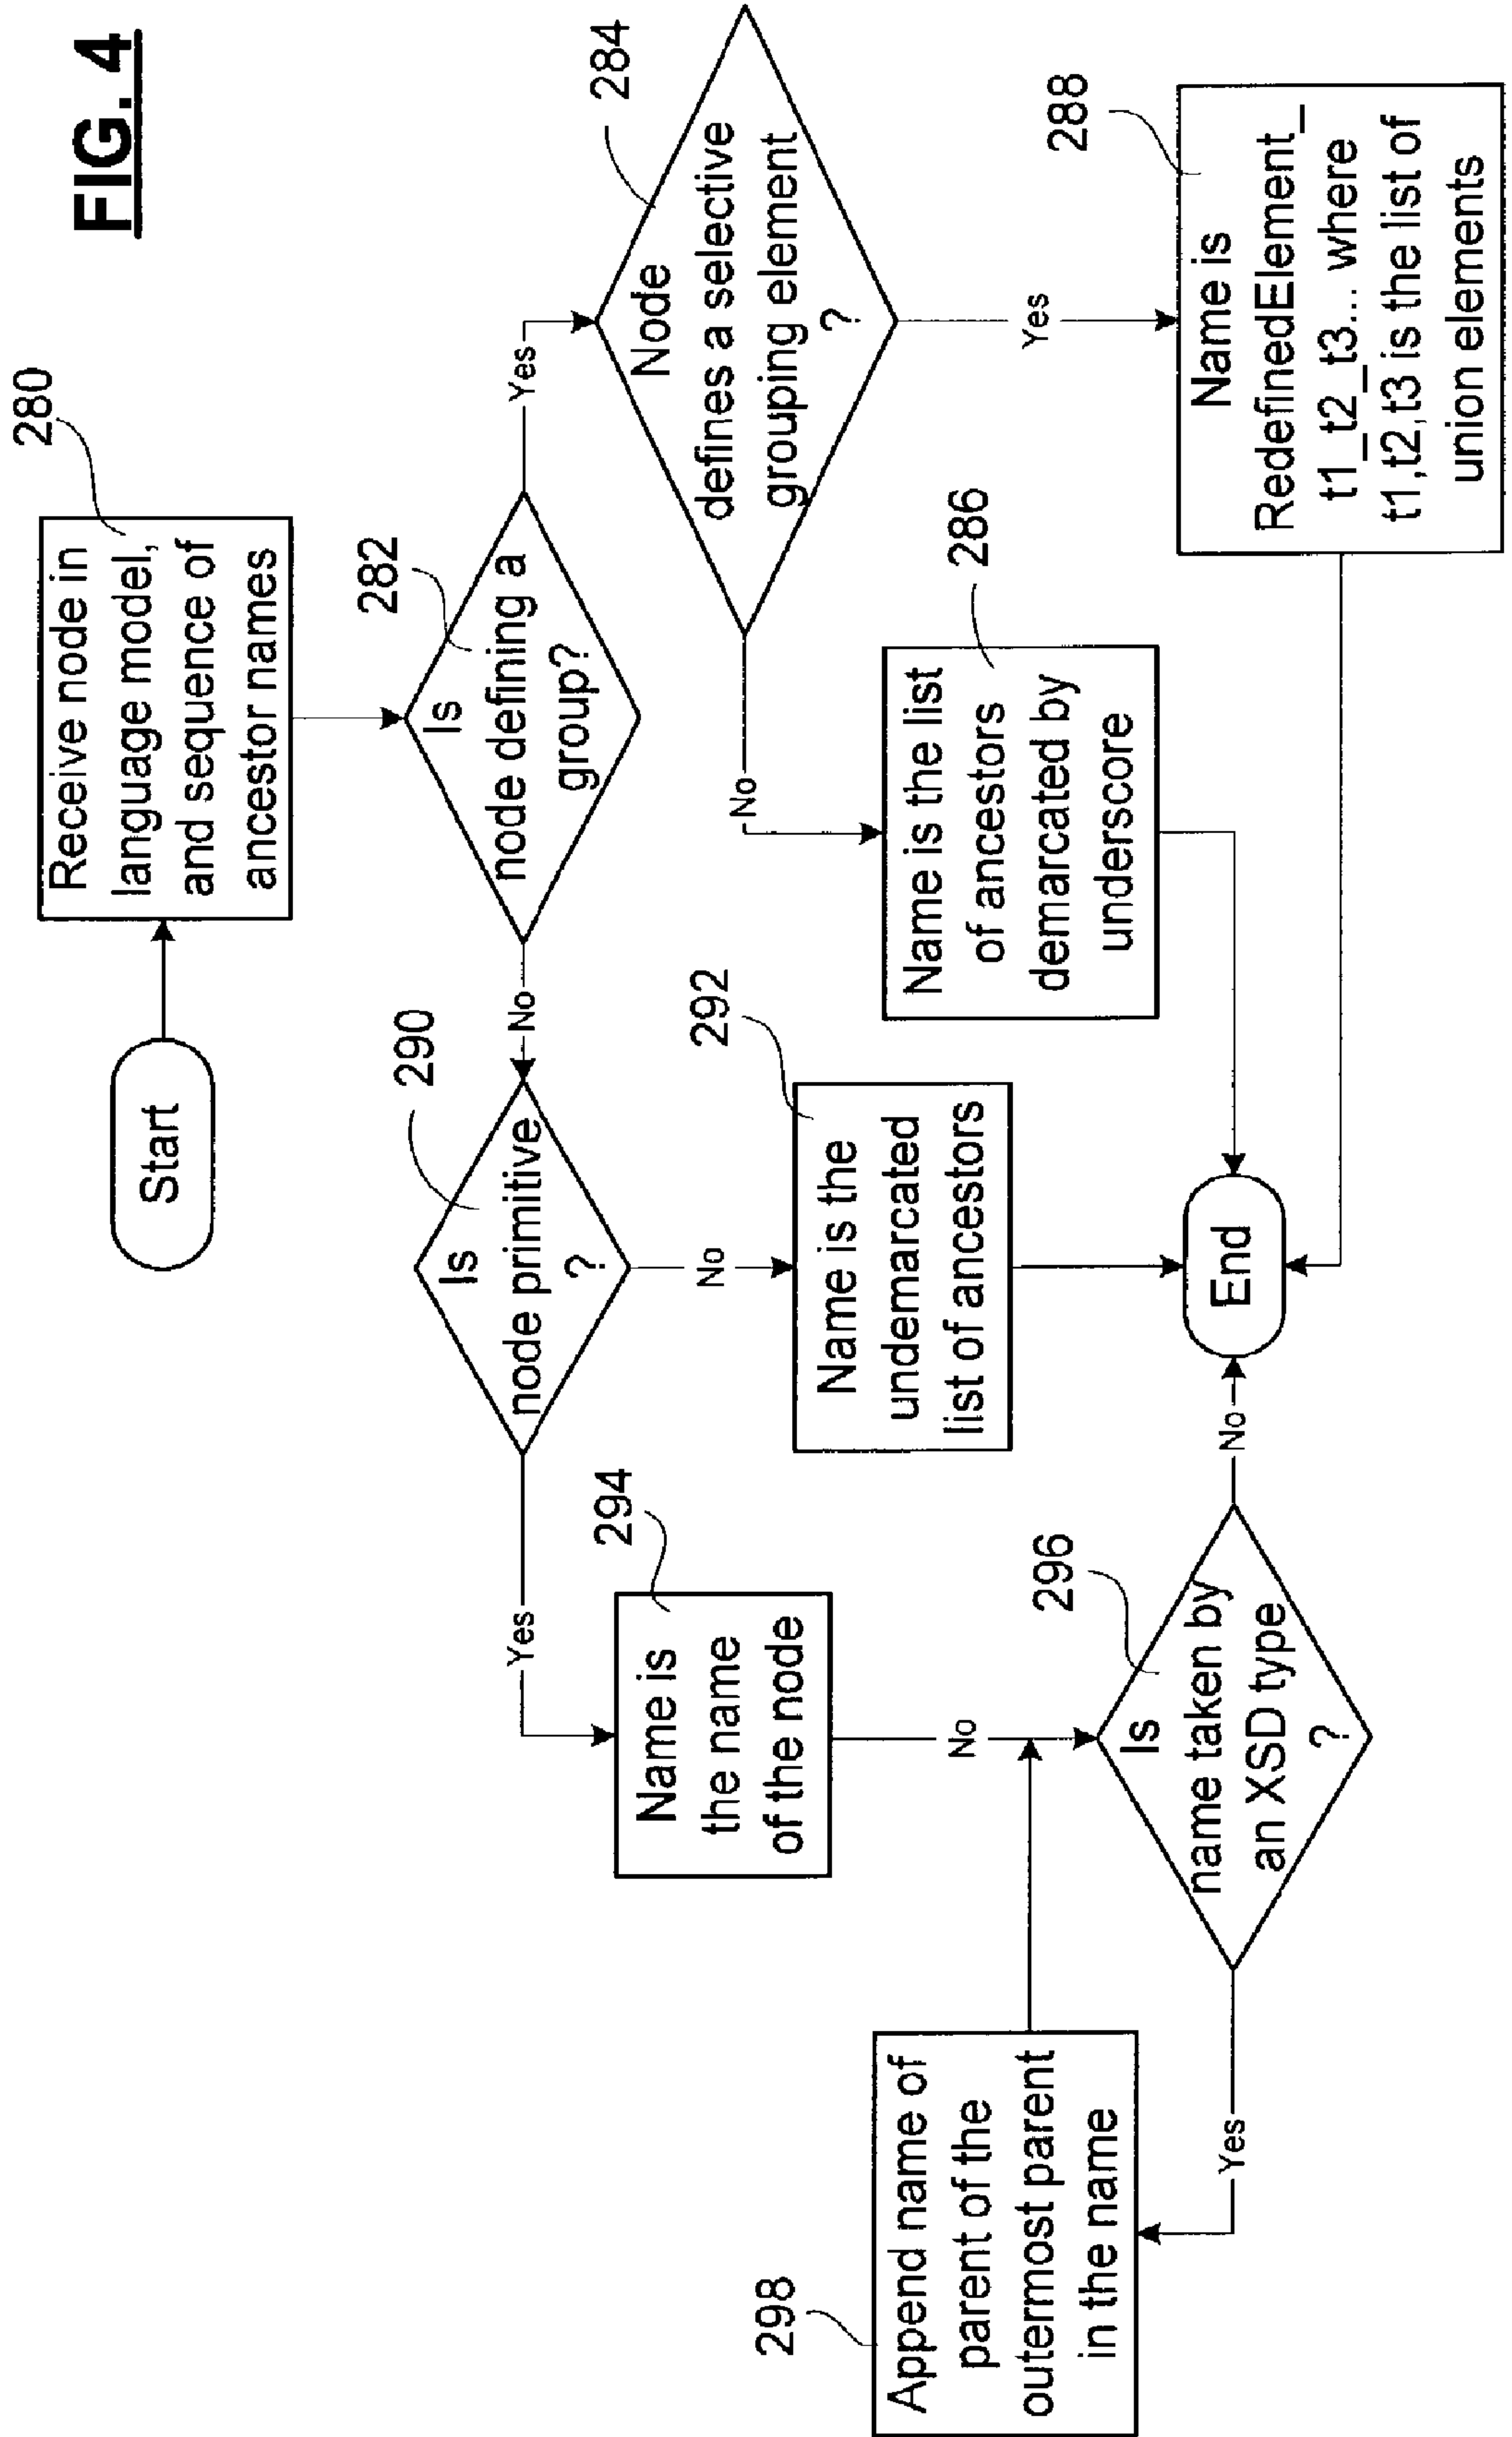 FIG. 4
Start
280
Receive node in
language model,
and sequence of
ancestor names
282
Is
node defining a
group?
Yes
No
284
Node
defines a selective
grouping element
?
No
Yes
286
Name is the list
of ancestors
demarcated by
underscore
288
Name is
RedefinedElement_
t1_t2_t3... where
t1,t2,t3 is the list of
union elements
290
Is
node primitive
?
No
Yes
292
Name is the
undemarcated
list of ancestors
294
Name is
the name
of the node
No
296
Is
name taken by
an XSD type
?
No
Yes
298
Append name of
parent of the
outermost parent
in the name
End